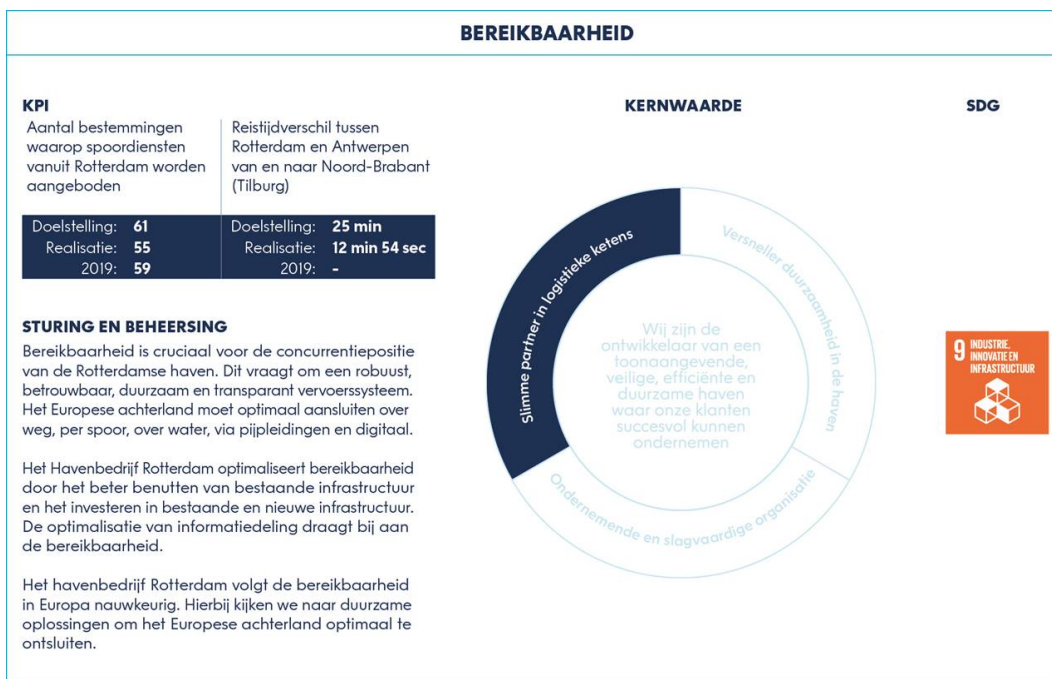 BEREIKBAARHEID
KPI
Aantal bestemmingen
waarop spoordiensten
vanuit Rotterdam worden
aangeboden
Reistijdverschil tussen
Rotterdam en Antwerpen
van en naar Noord-Brabant
(Tilburg)
Doelstelling: 61
Realisatie: 55
2019: 59
Doelstelling: 25 min
Realisatie: 12 min 54 sec
2019: -
STURING EN BEHEERSING
Bereikbaarheid is cruciaal voor de concurrentiepositie
van de Rotterdamse haven. Dit vraagt om een robuust,
betrouwbaar, duurzaam en transparant vervoerssysteem.
Het Europese achterland moet optimaal aansluiten over
weg, per spoor, over water, via pijpleidingen en digitaal.
Het Havenbedrijf Rotterdam optimaliseert bereikbaarheid
door het beter benutten van bestaande infrastructuur
en het investeren in bestaande en nieuwe infrastructuur.
De optimalisatie van informatiedeling draagt bij aan
de bereikbaarheid.
Het havenbedrijf Rotterdam volgt de bereikbaarheid
in Europa nauwkeurig. Hierbij kijken we naar duurzame
oplossingen om het Europese achterland optimaal te
ontsluiten.
KERNWAARDE
Slimme partner in logistieke ketens
Versneller duurzaamheid in de haven
Ondernemende en slagvaardige organisatie
Wij zijn de
ontwikkelaar van een
toonaangevende,
veilige, efficiënte en
duurzame haven
waar onze klanten
succesvol kunnen
ondernemen
SDG
9 INDUSTRIE,
INNOVATIE EN
INFRASTRUCTUUR